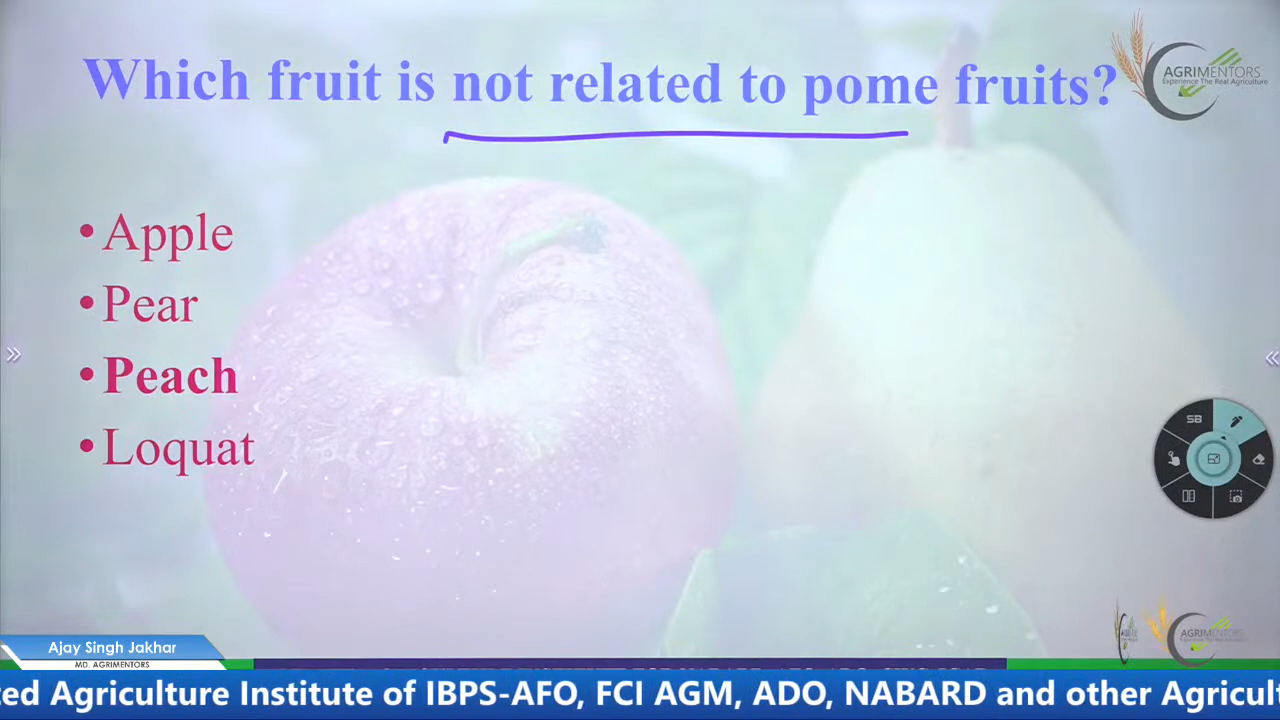 Which fruit is not related to pome fruits?
AGRIMENTORS
Experience The Real Agriculture
• Apple
• Pear
• Peach
• Loquat
SB
AGRIMENTORS
Ajay Singh Jakhar
MD. AGRIMENTORS
ted Agriculture Institute of IBPS-AFO, FCI AGM, ADO, NABARD and other Agricult